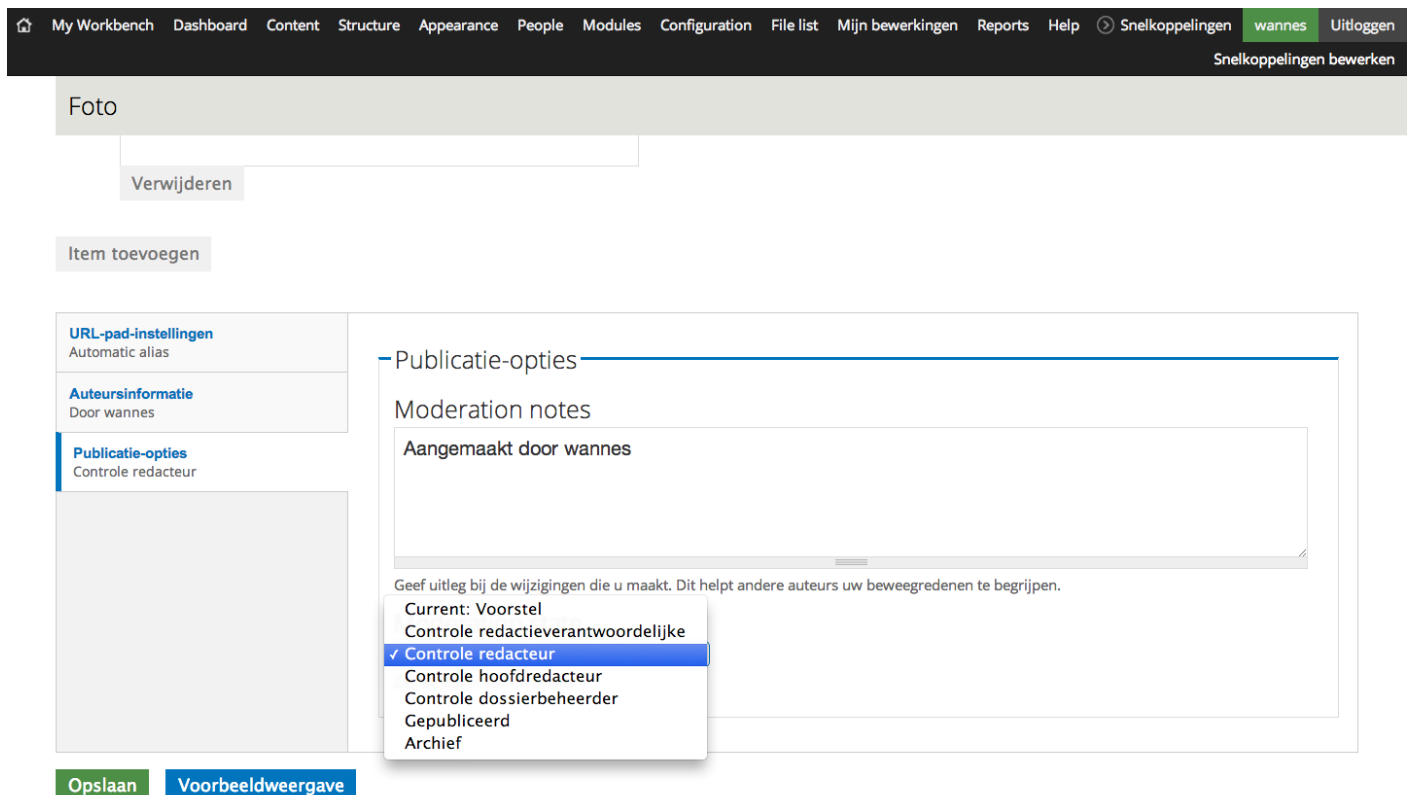 My Workbench Dashboard Content Structure Appearance People Modules Configuration File list Mijn bewerkingen Reports Help Snelkoppelingen wannes Uitloggen
Snelkoppelingen bewerken
Foto
Verwijderen
Item toevoegen
URL-pad-instellingen
Automatic alias
Auteursinformatie
Door wannes
Publicatie-opties
Controle redacteur
Publicatie-opties
Moderation notes
Aangemaakt door wannes
Geef uitleg bij de wijzigingen die u maakt. Dit helpt andere auteurs uw beweegredenen te begrijpen.
Current: Voorstel
Controle redactieverantwoordelijke
✓ Controle redacteur
Controle hoofdredacteur
Controle dossierbeheerder
Gepubliceerd
Archief
Opslaan Voorbeeldweergave